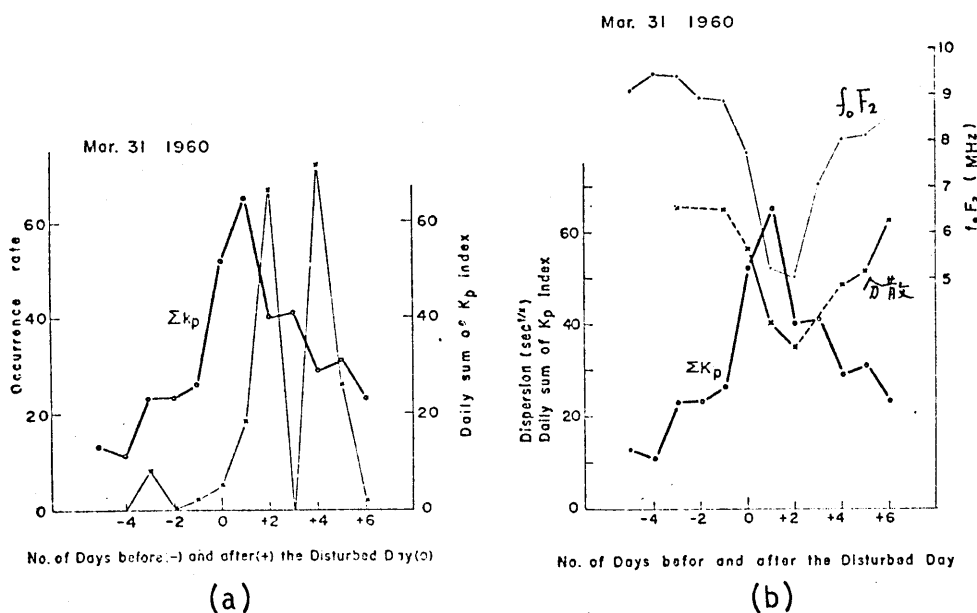 Mar. 31 1960
60
40
20
0
Occurrence rate
ΣKp
60
40
20
0
Daily sum of Kp index
-4 -2 0 +2 +4 +6
No. of Days before(-) and after(+) the Disturbed Day(o)
(a)
Mar. 31 1960
10
9
8
7
6
5
foF2 (MHz)
foF2
60
40
20
0
Dispersion (sec1/2)
Daily sum of Kp Index
ΣKp
D
-4 -2 0 +2 +4 +6
No. of Days befor and after the Disturbed Day
(b)